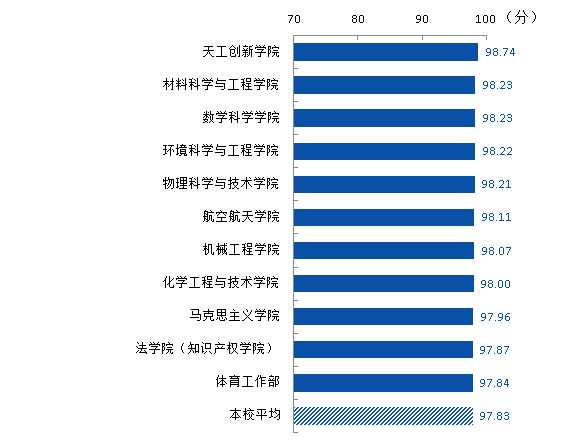 70 80 90 100（分）
天工创新学院 98.74
材料科学与工程学院 98.23
数学科学学院 98.23
环境科学与工程学院 98.22
物理科学与技术学院 98.21
航空航天学院 98.11
机械工程学院 98.07
化学工程与技术学院 98.00
马克思主义学院 97.96
法学院（知识产权学院） 97.87
体育工作部 97.84
本校平均 97.83